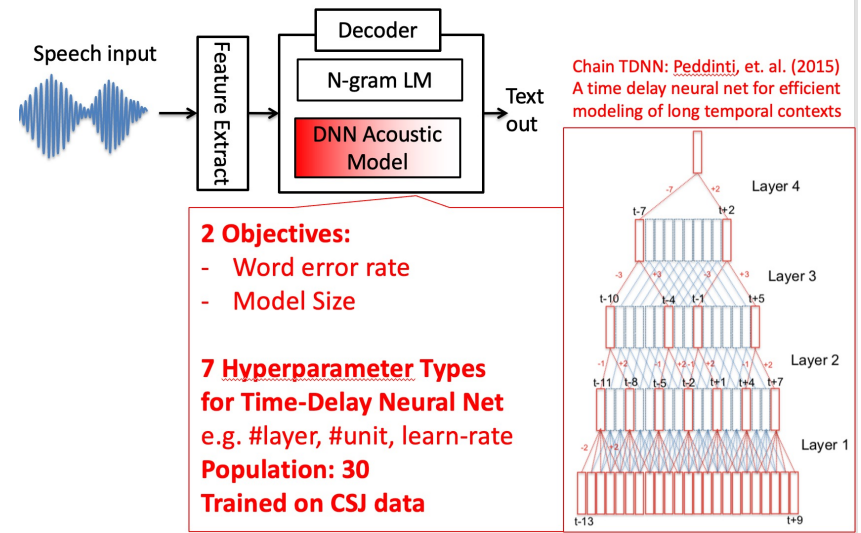 Speech input
Feature Extract
Decoder
N-gram LM
DNN Acoustic
Model
Text
out
2 Objectives:
- Word error rate
- Model Size
7 Hyperparameter Types
for Time-Delay Neural Net
e.g. #layer, #unit, learn-rate
Population: 30
Trained on CSJ data
Chain TDNN: Peddinti, et. al. (2015)
A time delay neural net for efficient
modeling of long temporal contexts
-7 +2
Layer 4
t-7 t+2
-3 +3 -3 +3
Layer 3
t-10 t-4 t-1 t+5
-1 +2 -1 +2 -1 +2 -1 +2
Layer 2
t-11 t-8 t-5 t-2 t+1 t+4 t+7
-2 +2
Layer 1
t-13 t+9